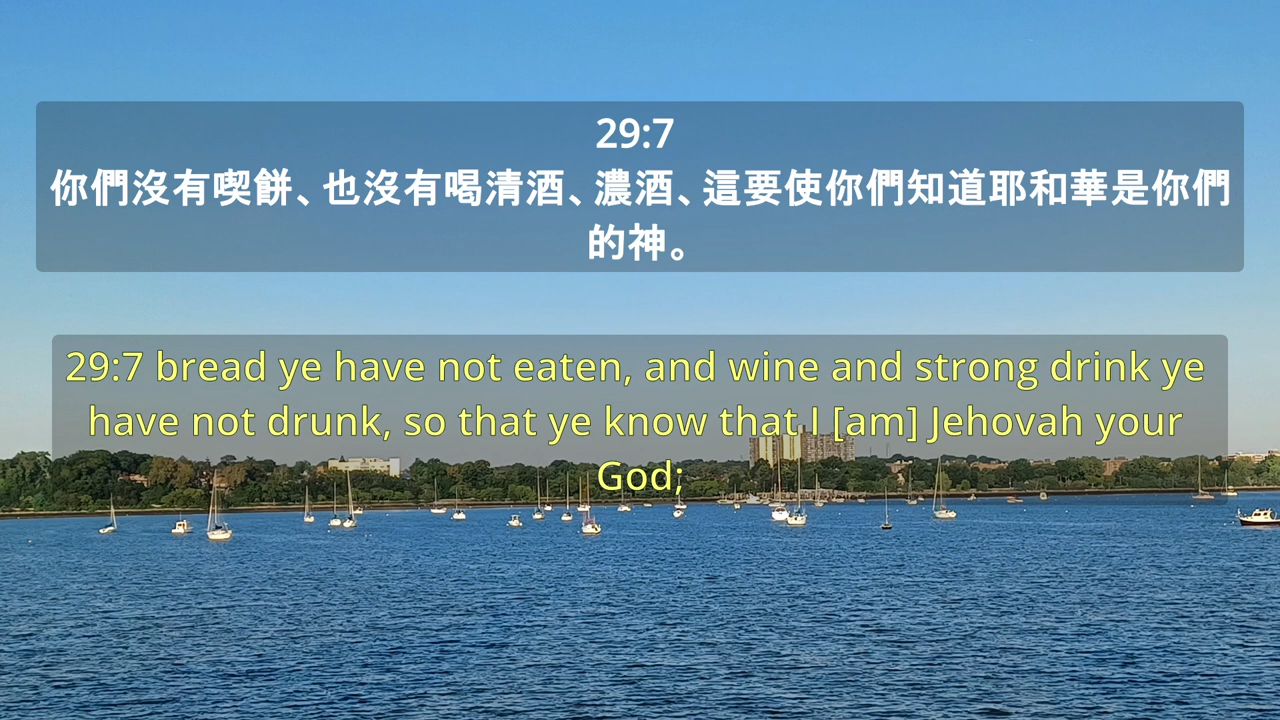 29:7
你們沒有喫餅、也沒有喝清酒、濃酒、這要使你們知道耶和華是你們
的神。
29:7 bread ye have not eaten, and wine and strong drink ye
have not drunk, so that ye know that I [am] Jehovah your
God;